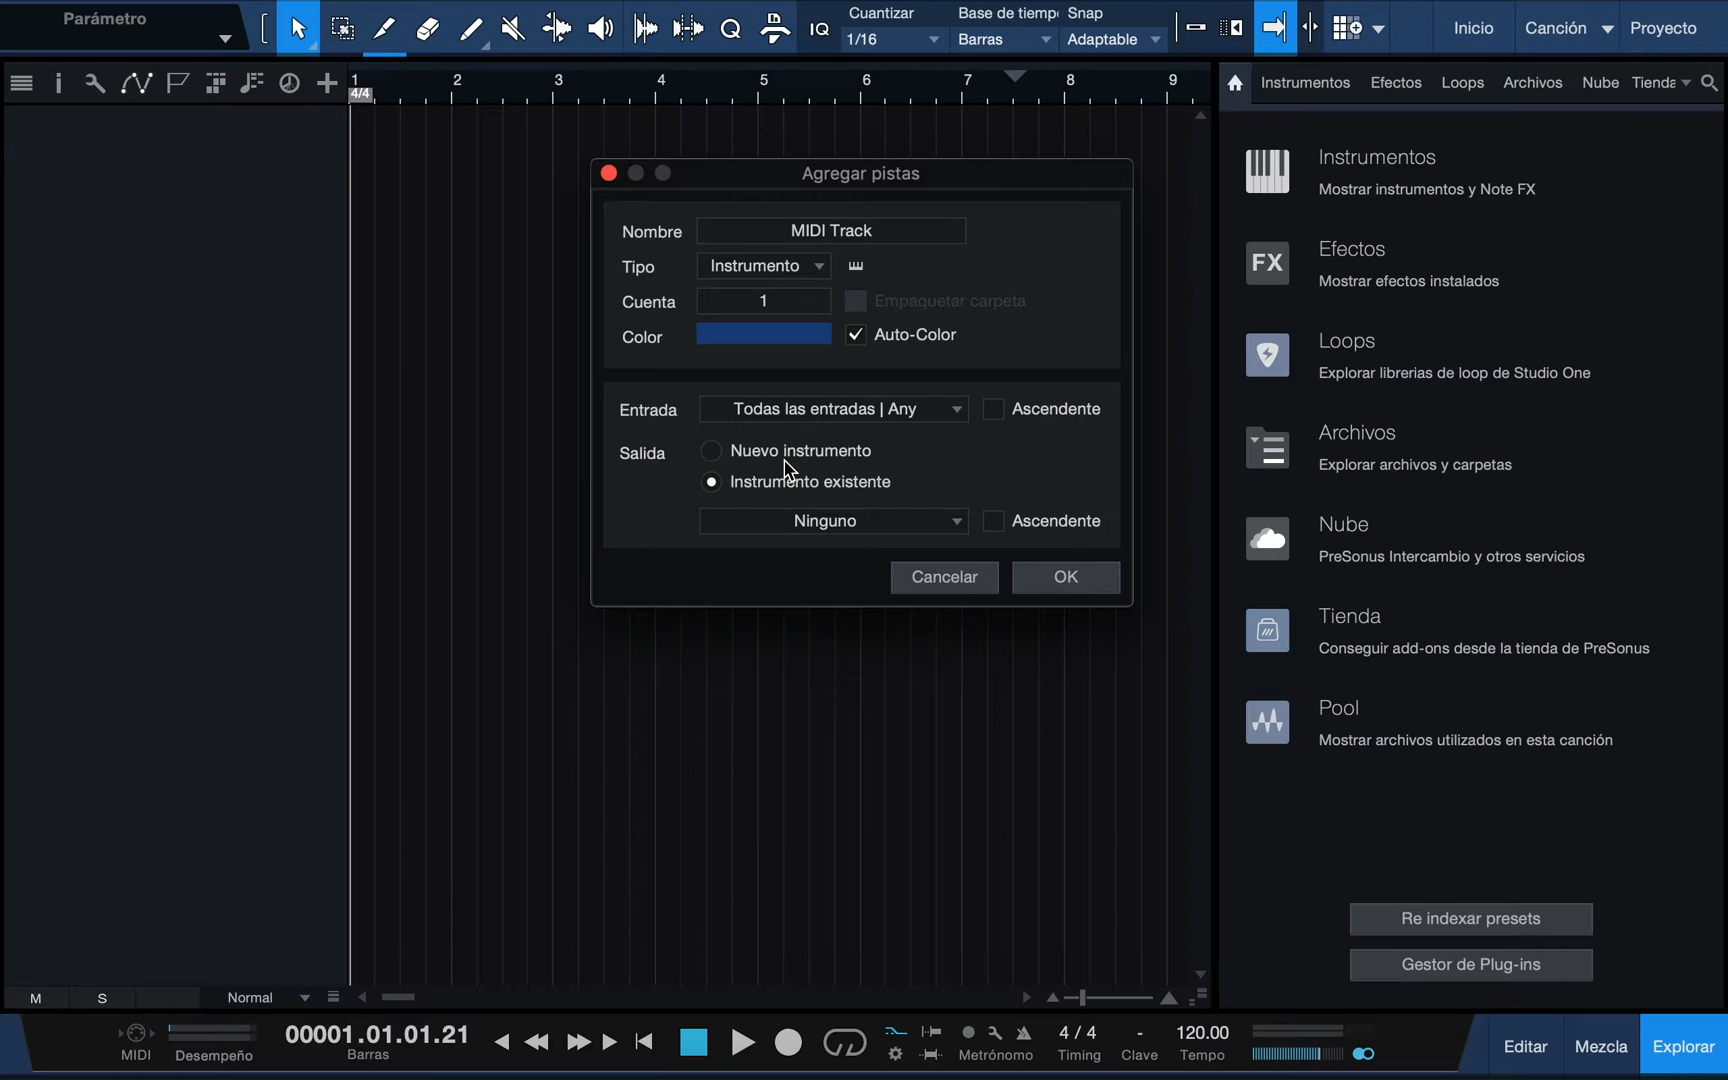 Parámetro
IQ
Cuantizar
1/16
Base de tiempo
Barras
Snap
Adaptable
Inicio
Canción
Proyecto
1 2 3 4 5 6 7 8 9
4/4
Instrumentos Efectos Loops Archivos Nube Tienda
Agregar pistas
Nombre MIDI Track
Tipo Instrumento
Cuenta 1 Empaquetar carpeta
Color Auto-Color
Entrada Todas las entradas | Any Ascendente
Salida Nuevo instrumento
Instrumento existente
Ninguno Ascendente
Cancelar OK
Instrumentos
Mostrar instrumentos y Note FX
FX
Efectos
Mostrar efectos instalados
Loops
Explorar librerias de loop de Studio One
Archivos
Explorar archivos y carpetas
Nube
PreSonus Intercambio y otros servicios
Tienda
Conseguir add-ons desde la tienda de PreSonus
Pool
Mostrar archivos utilizados en esta canción
Re indexar presets
Gestor de Plug-ins
M S Normal
MIDI
Desempeño
00001.01.01.21
Barras
Metrónomo
4 / 4
Timing
-
Clave
120.00
Tempo
Editar Mezcla Explorar